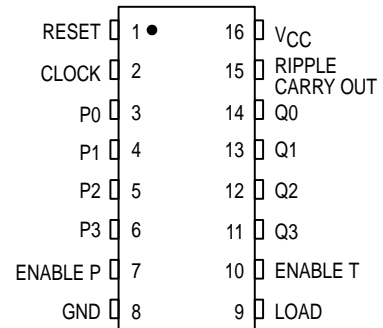 RESET 1 16 VCC
CLOCK 2 15 RIPPLE
CARRY OUT
P0 3 14 Q0
P1 4 13 Q1
P2 5 12 Q2
P3 6 11 Q3
ENABLE P 7 10 ENABLE T
GND 8 9 LOAD